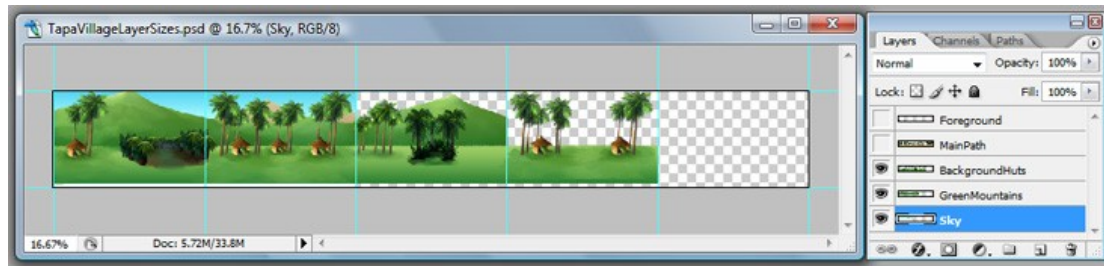 TapaVillageLayerSizes.psd @ 16.7% (Sky, RGB/8)
16.67%
Doc: 5.72M/33.8M
Layers Channels Paths
Normal Opacity: 100%
Lock: Fill: 100%
Foreground
MainPath
BackgroundHuts
GreenMountains
Sky